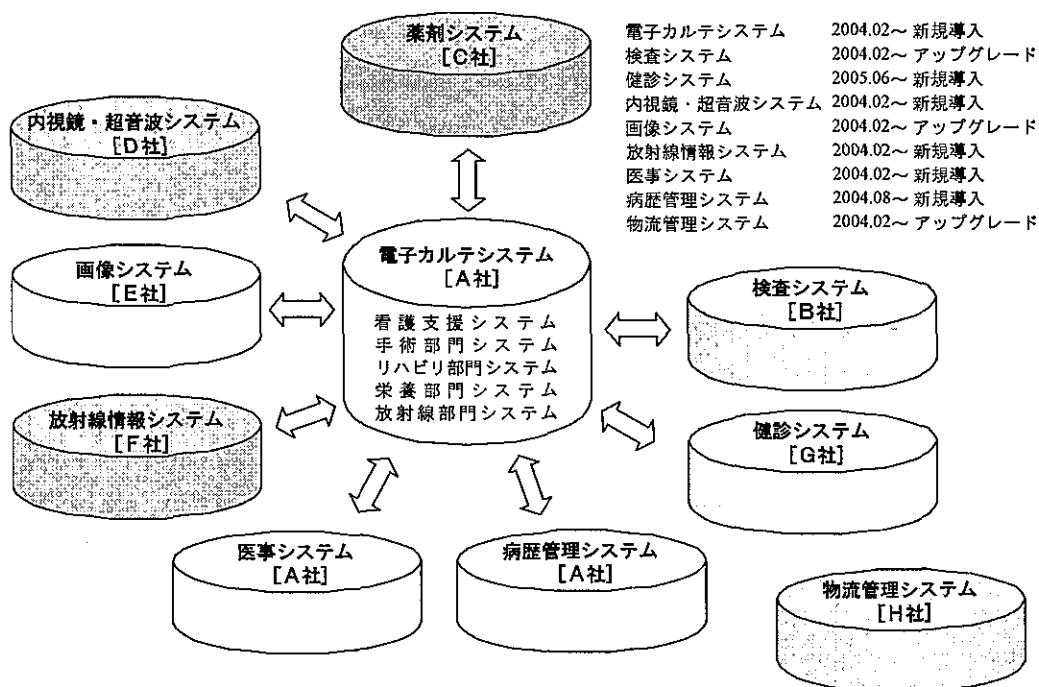 薬剤システム
[C社]
電子カルテシステム 2004.02～ 新規導入
検査システム 2004.02～ アップグレード
健診システム 2005.06～ 新規導入
内視鏡・超音波システム 2004.02～ 新規導入
画像システム 2004.02～ アップグレード
放射線情報システム 2004.02～ 新規導入
医事システム 2004.02～ 新規導入
病歴管理システム 2004.08～ 新規導入
物流管理システム 2004.02～ アップグレード
内視鏡・超音波システム
[D社]
電子カルテシステム
[A社]
看護支援システム
手術部門システム
リハビリ部門システム
栄養部門システム
放射線部門システム
画像システム
[E社]
検査システム
[B社]
放射線情報システム
[F社]
健診システム
[G社]
医事システム
[A社]
病歴管理システム
[A社]
物流管理システム
[H社]